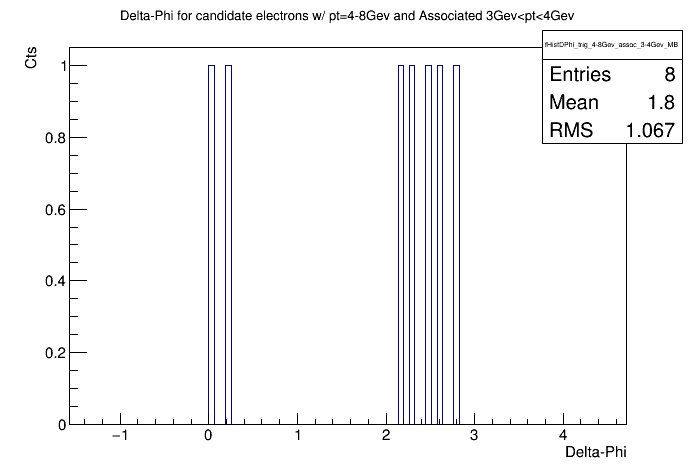 Delta-Phi for candidate electrons w/ pt=4-8Gev and Associated 3Gev<pt<4Gev
fHistDPhi_trig_4-8Gev_assoc_3-4Gev_MB
Entries 8
Mean 1.8
RMS 1.067
Cts
1
0.8
0.6
0.4
0.2
0
−1 0 1 2 3 4
Delta-Phi